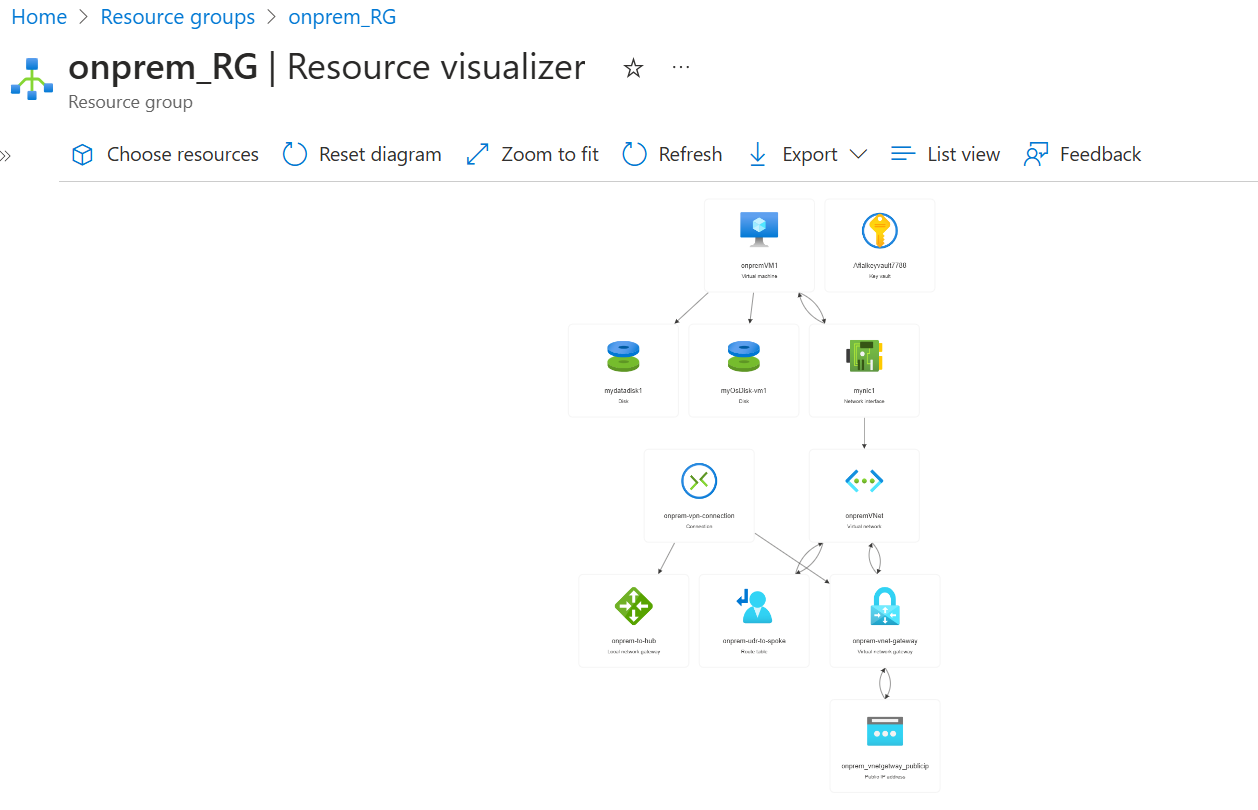 Home > Resource groups > onprem_RG
onprem_RG | Resource visualizer
Resource group
Choose resources Reset diagram Zoom to fit Refresh Export List view Feedback
onpremVM1
Virtual machine
Aflalkeyvault7780
Key vault
mydatadisk1
Disk
myOsDisk-vm1
Disk
mynic1
Network interface
onprem-vpn-connection
Connection
onpremVNet
Virtual network
onprem-to-hub
Local network gateway
onprem-udr-to-spoke
Route table
onprem-vnet-gateway
Virtual network gateway
onprem_vnetgetway_publicip
Public IP address